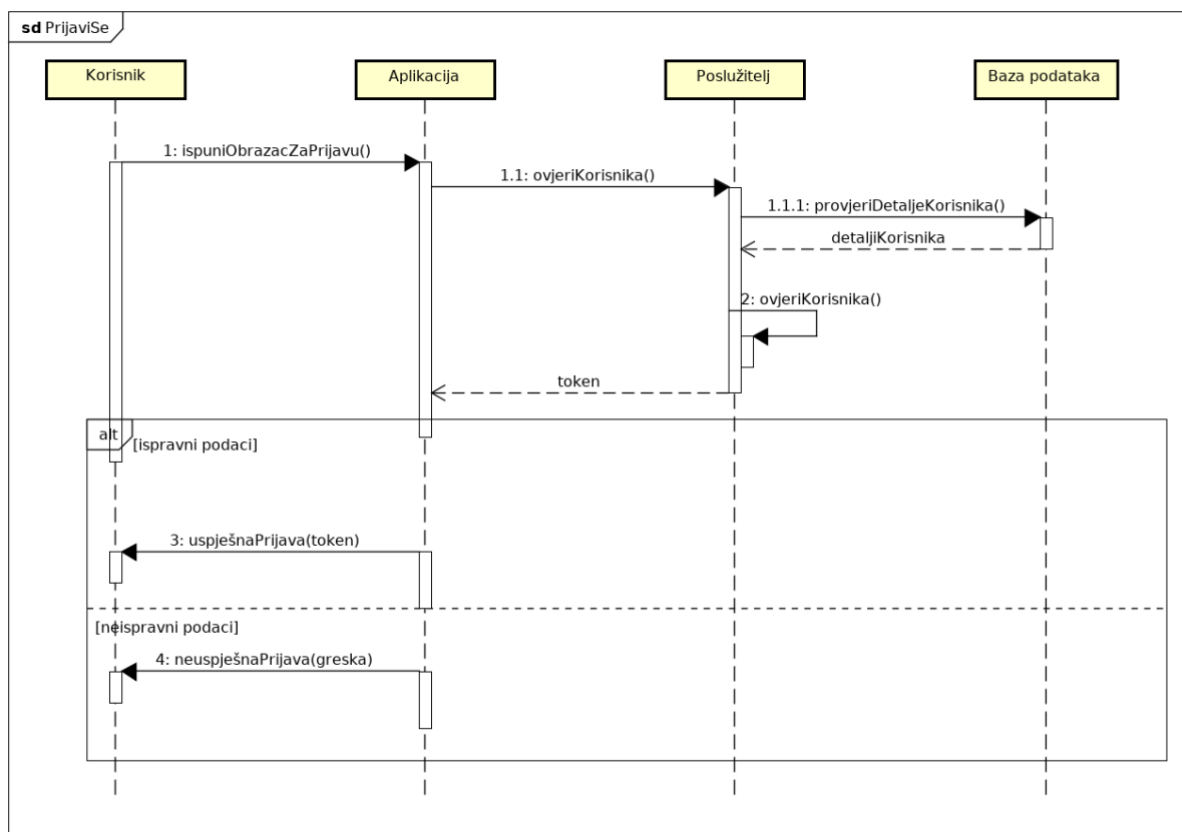 sd PrijaviSe
Korisnik
Aplikacija
Poslužitelj
Baza podataka
1: ispuniObrazacZaPrijavu()
1.1: ovjeriKorisnika()
1.1.1: provjeriDetaljeKorisnika()
detaljiKorisnika
2: ovjeriKorisnika()
token
alt
[ispravni podaci]
3: uspješnaPrijava(token)
[neispravni podaci]
4: neuspješnaPrijava(greska)